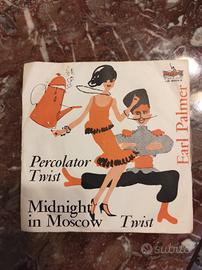 Earl Palmer
Percolator
Twist
Midnight
in Moscow
Twist
subito